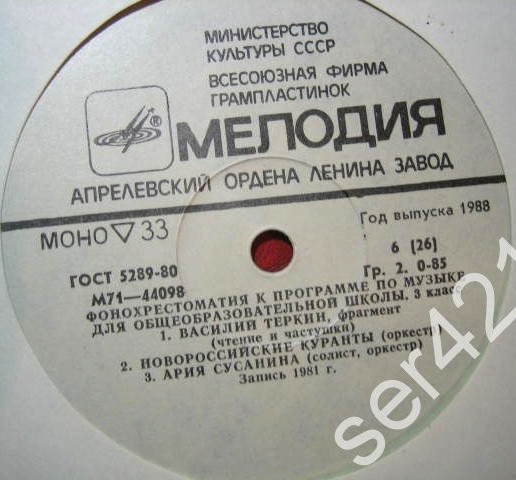 МИНИСТЕРСТВО
КУЛЬТУРЫ СССР
ВСЕСОЮЗНАЯ ФИРМА
ГРАМПЛАСТИНОК
®
МЕЛОДИЯ
АПРЕЛЕВСКИЙ ОРДЕНА ЛЕНИНА ЗАВОД
МОНО ▽ 33
Год выпуска 1988
ГОСТ 5289-80
6 [26]
М71—44098
Гр. 2. 0-85
ФОНОХРЕСТОМАТИЯ К ПРОГРАММЕ ПО МУЗЫКЕ
ДЛЯ ОБЩЕОБРАЗОВАТЕЛЬНОЙ ШКОЛЫ. 3 класс
1. ВАСИЛИЙ ТЕРКИН, фрагмент
(чтение и частушки)
2. НОВОРОССИЙСКИЕ КУРАНТЫ (оркестр)
3. АРИЯ СУСАНИНА (солист, оркестр)
Запись 1981 г.
ser421